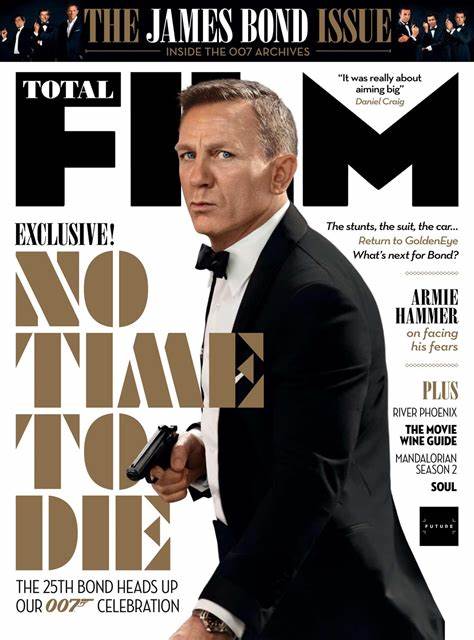 THE JAMES BOND ISSUE
INSIDE THE 007 ARCHIVES
TOTAL
FILM
"It was really about
aiming big"
Daniel Craig
EXCLUSIVE!
NO
TIME
TO
DIE
THE 25TH BOND HEADS UP
OUR 007 CELEBRATION
The stunts, the suit, the car...
Return to GoldenEye
What's next for Bond?
ARMIE
HAMMER
on facing
his fears
PLUS
RIVER PHOENIX
THE MOVIE
WINE GUIDE
MANDALORIAN
SEASON 2
SOUL
FUTURE